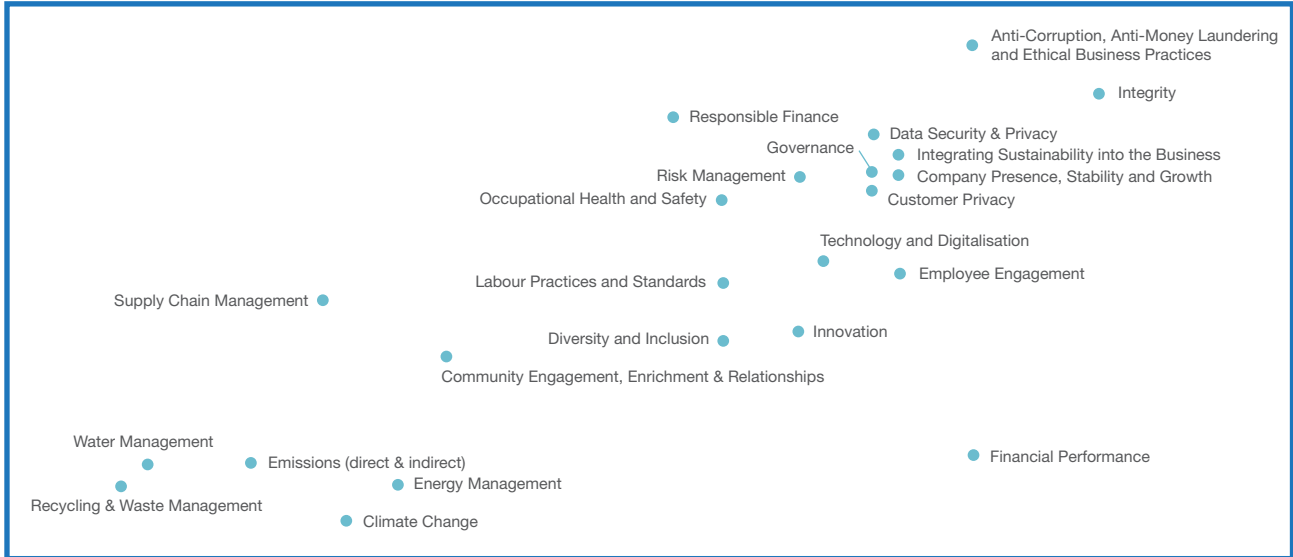 Anti-Corruption, Anti-Money Laundering
and Ethical Business Practices
Integrity
Responsible Finance
Data Security & Privacy
Governance
Integrating Sustainability into the Business
Risk Management
Company Presence, Stability and Growth
Occupational Health and Safety
Customer Privacy
Technology and Digitalisation
Employee Engagement
Labour Practices and Standards
Supply Chain Management
Innovation
Diversity and Inclusion
Community Engagement, Enrichment & Relationships
Water Management
Financial Performance
Emissions (direct & indirect)
Energy Management
Recycling & Waste Management
Climate Change